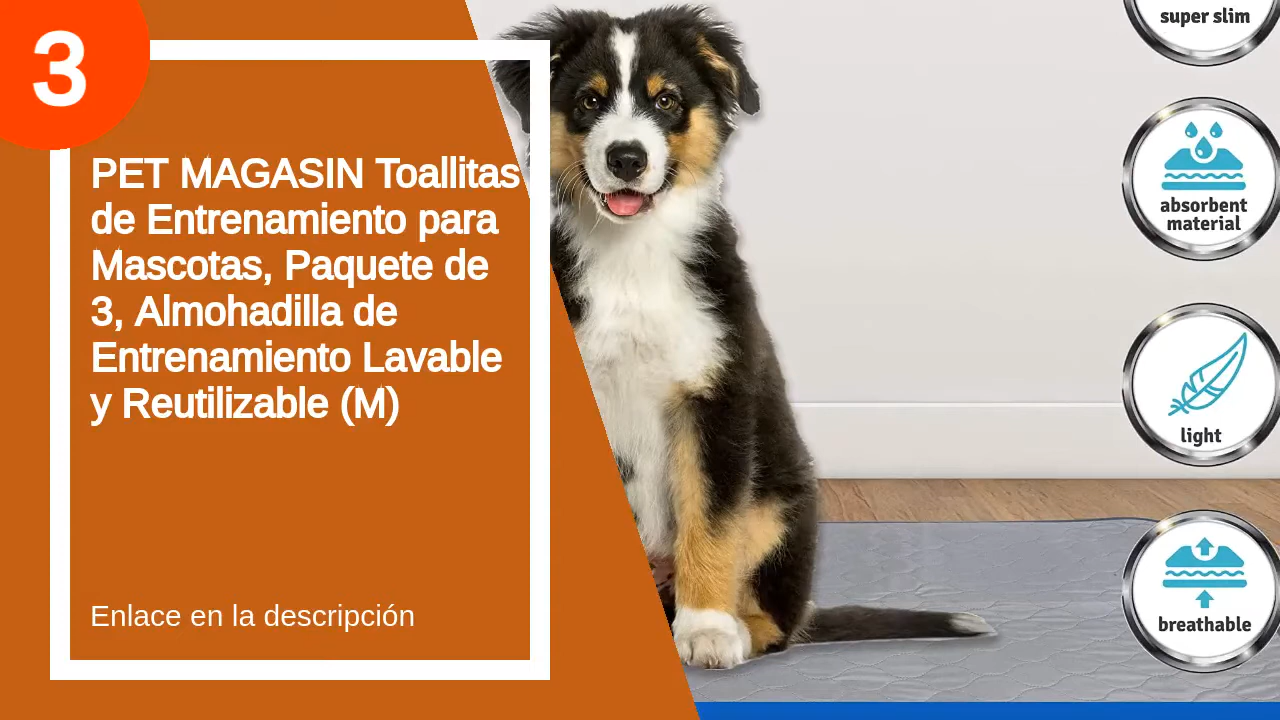 3
PET MAGASIN Toallitas
de Entrenamiento para
Mascotas, Paquete de
3, Almohadilla de
Entrenamiento Lavable
y Reutilizable (M)
Enlace en la descripción
super slim
absorbent
material
light
breathable